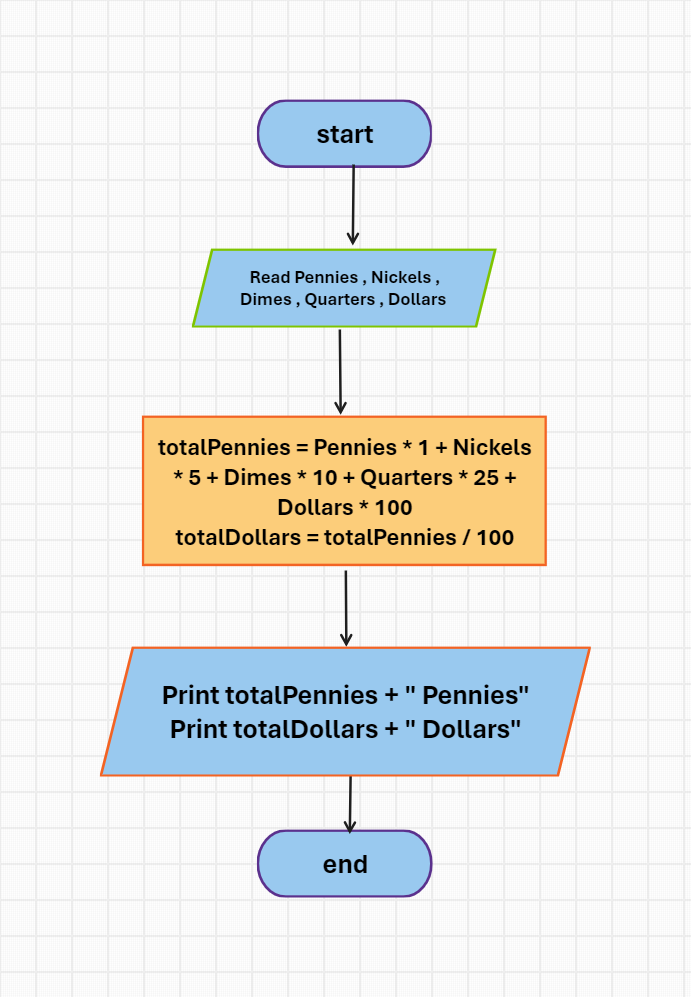 start
Read Pennies , Nickels ,
Dimes , Quarters , Dollars
totalPennies = Pennies * 1 + Nickels
* 5 + Dimes * 10 + Quarters * 25 +
Dollars * 100
totalDollars = totalPennies / 100
Print totalPennies + " Pennies"
Print totalDollars + " Dollars"
end